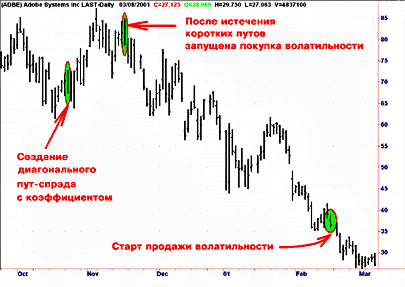 (ADBE) Adobe Systems Inc LAST-Daily 03/08/2001 C=27.125 O=28.969 H=29.750 L=27.063 V=4837100
После истечения
коротких путов
запущена покупка волатильности
Создание
диагонального
пут-спрэда
с коэффициентом
Старт продажи волатильности
85
80
75
70
65
60
55
50
45
40
35
30
Oct Nov Dec 01 Feb Mar